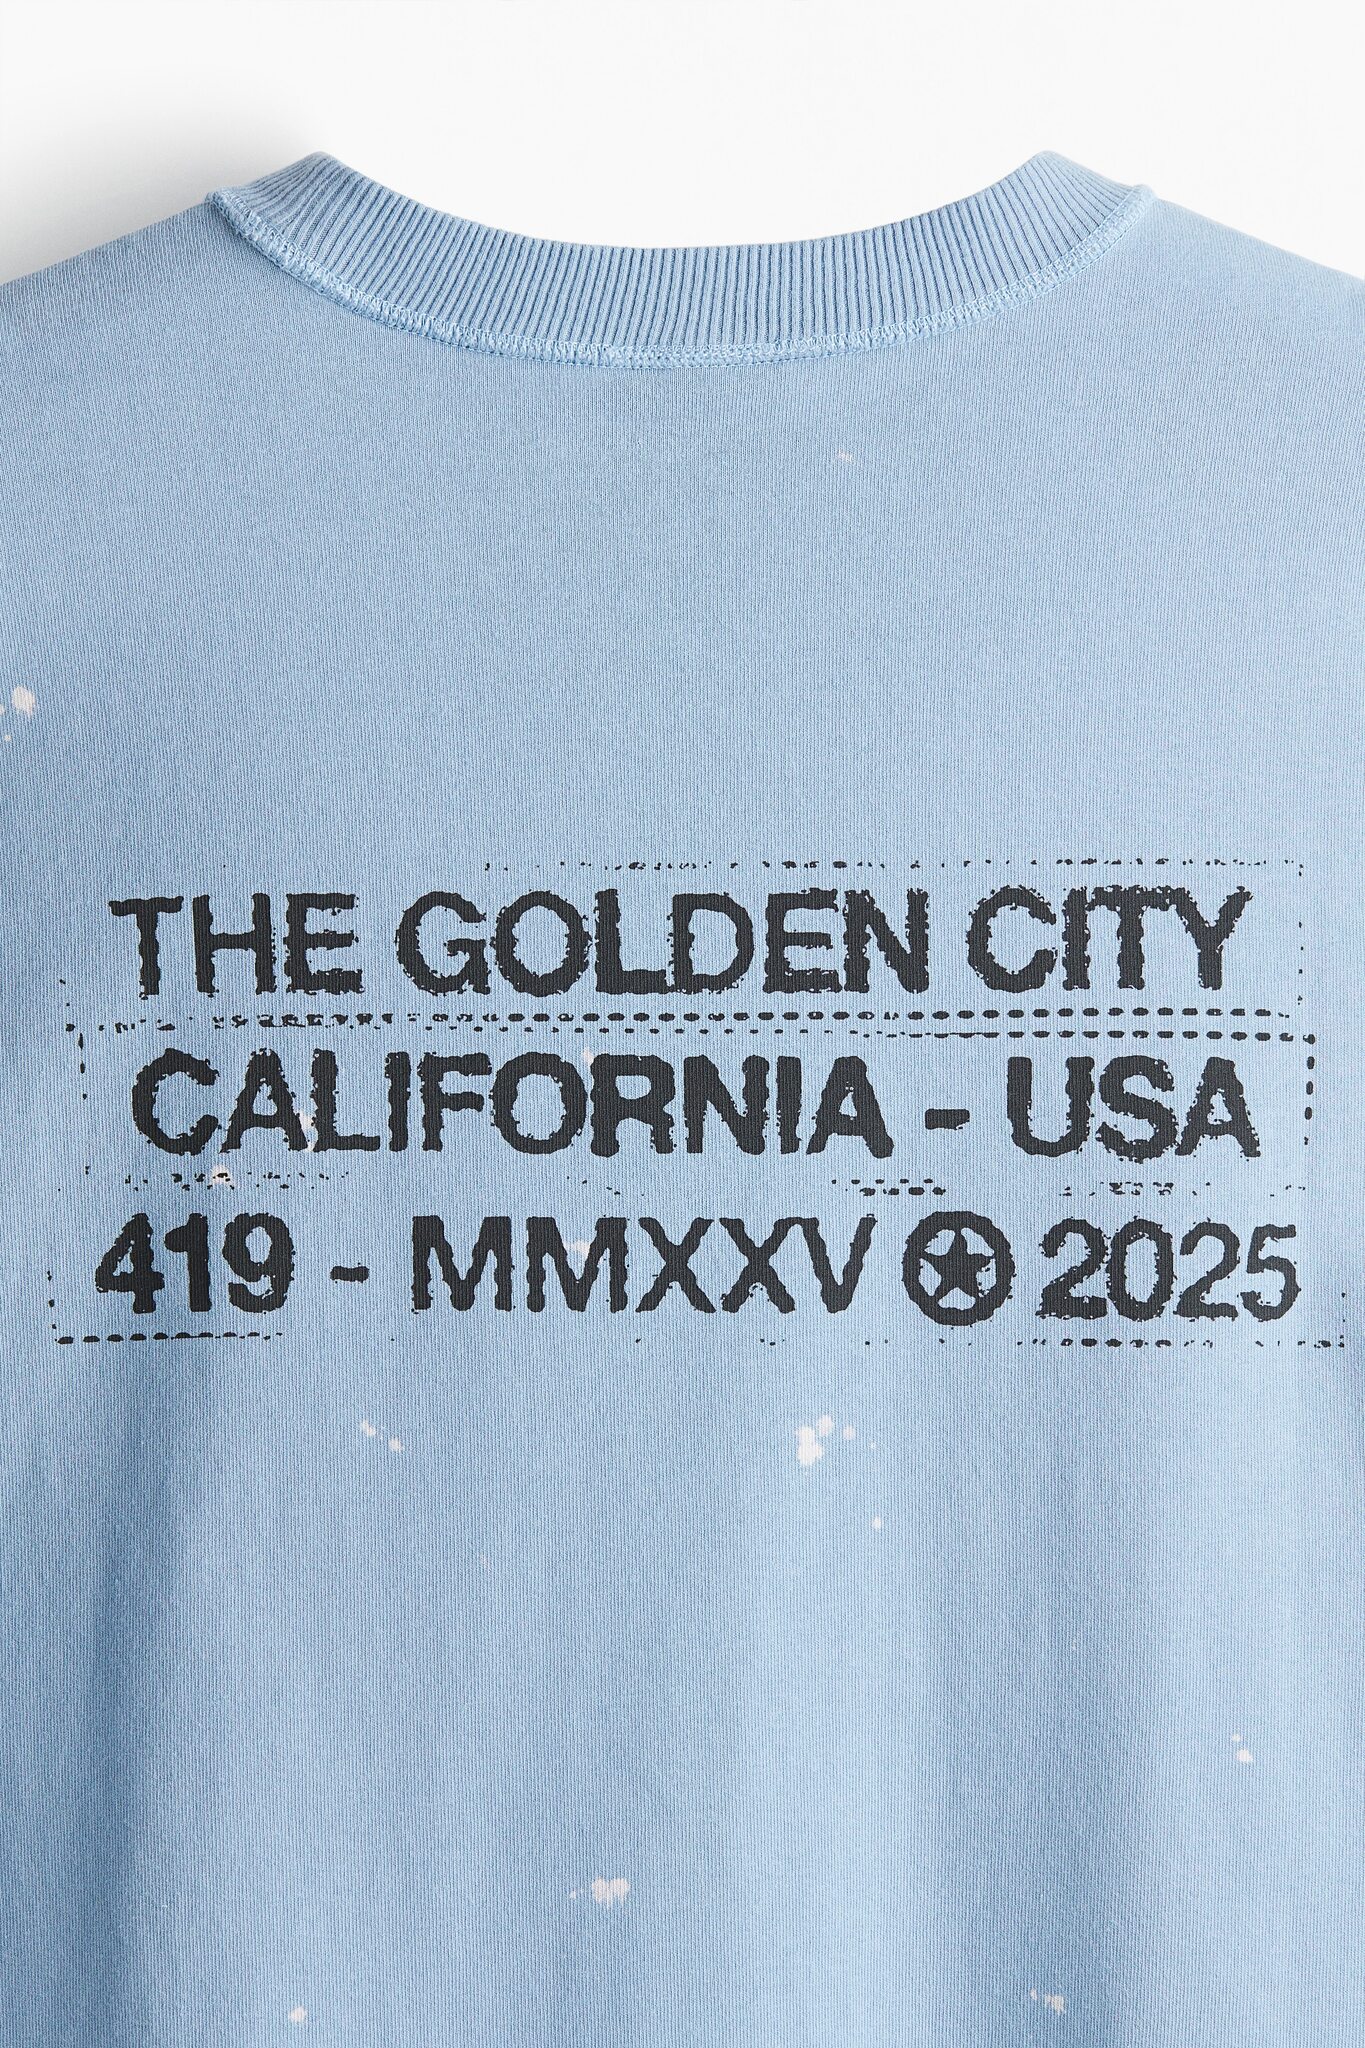 THE GOLDEN CITY
CALIFORNIA - USA
419 - MMXXV ✪ 2025